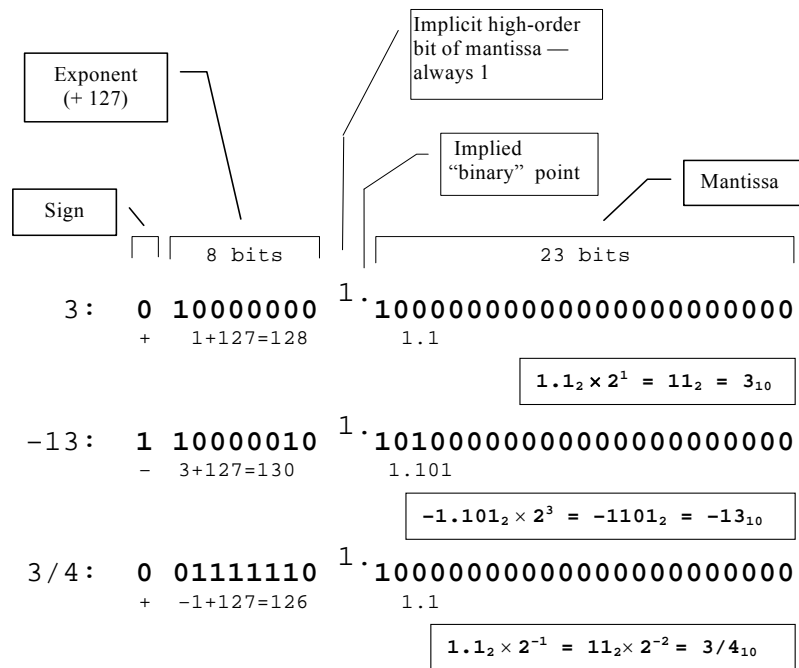 Implicit high-order
bit of mantissa —
always 1
Exponent
(+ 127)
Implied
“binary” point
Mantissa
Sign
8 bits
23 bits
3: 0 10000000 1. 10000000000000000000000
+ 1+127=128 1.1
1.1₂ × 2¹ = 11₂ = 3₁₀
−13: 1 10000010 1. 10100000000000000000000
− 3+127=130 1.101
−1.101₂ × 2³ = −1101₂ = −13₁₀
3/4: 0 01111110 1. 10000000000000000000000
+ −1+127=126 1.1
1.1₂ × 2⁻¹ = 11₂ × 2⁻² = 3/4₁₀